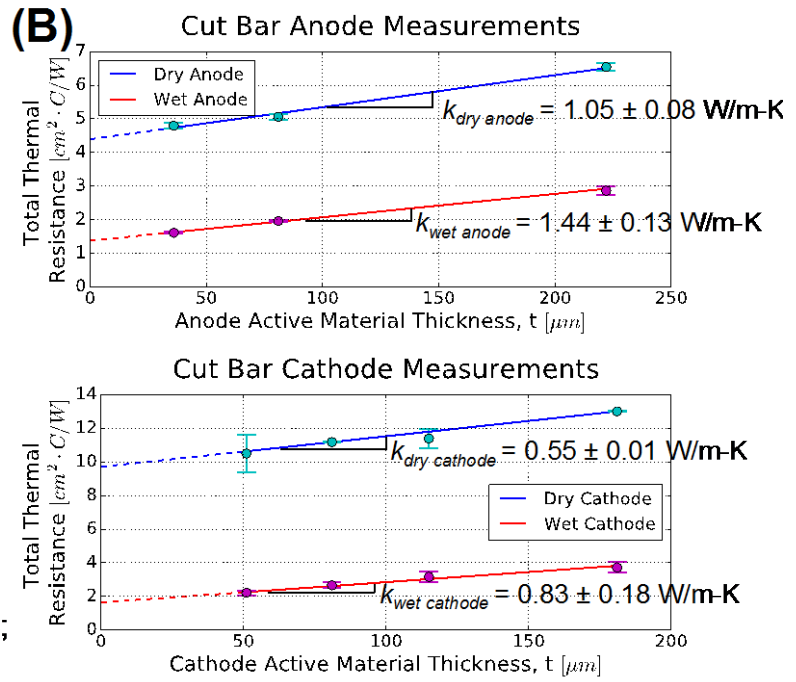 (B)
Cut Bar Anode Measurements
Total Thermal
Resistance [cm² · C/W]
7
6
5
4
3
2
1
0
Dry Anode
Wet Anode
k_dry anode = 1.05 ± 0.08 W/m-K
k_wet anode = 1.44 ± 0.13 W/m-K
0 50 100 150 200 250
Anode Active Material Thickness, t [μm]
Cut Bar Cathode Measurements
Total Thermal
Resistance [cm² · C/W]
14
12
10
8
6
4
2
0
k_dry cathode = 0.55 ± 0.01 W/m-K
Dry Cathode
Wet Cathode
k_wet cathode = 0.83 ± 0.18 W/m-K
;
0 50 100 150 200
Cathode Active Material Thickness, t [μm]